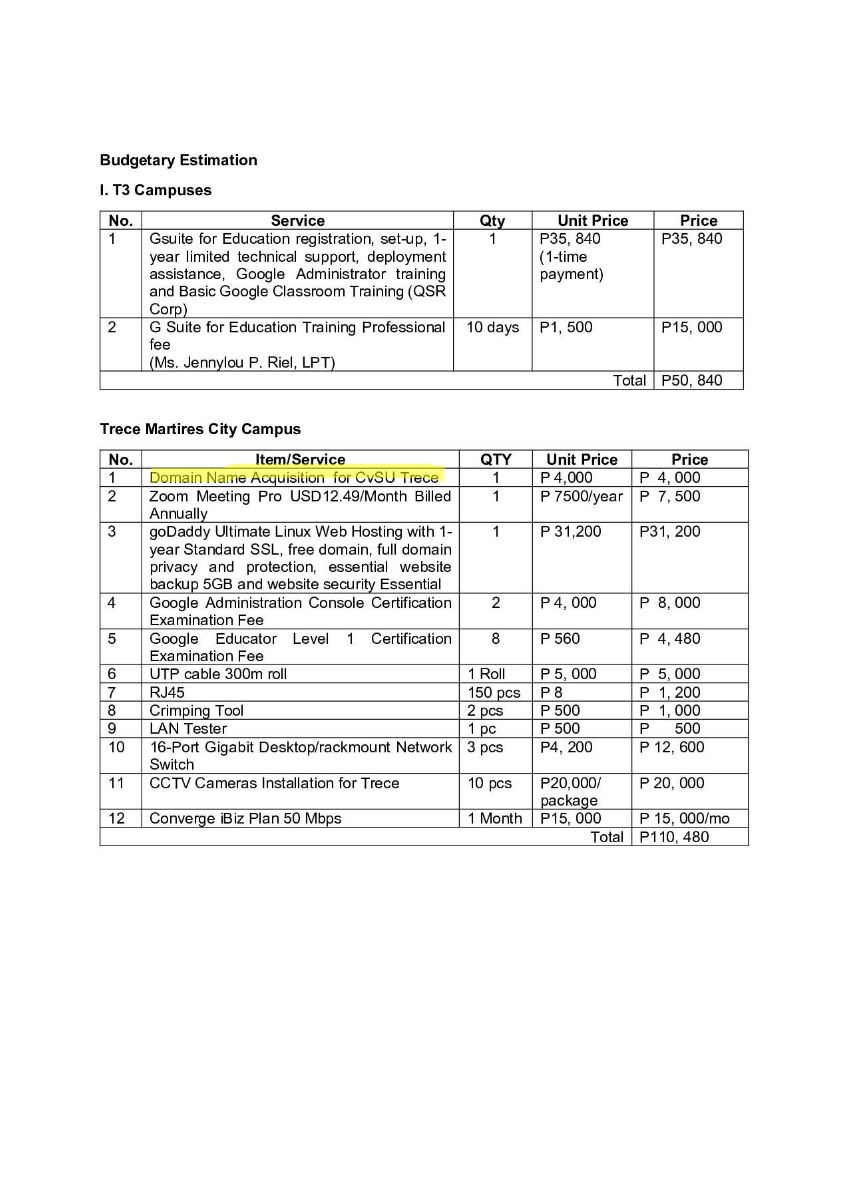 Budgetary Estimation
I. T3 Campuses
No. Service Qty Unit Price Price
1 Gsuite for Education registration, set-up, 1- 1 P35, 840 P35, 840
year limited technical support, deployment (1-time
assistance, Google Administrator training payment)
and Basic Google Classroom Training (QSR
Corp)
2 G Suite for Education Training Professional 10 days P1, 500 P15, 000
fee
(Ms. Jennylou P. Riel, LPT)
Total P50, 840
Trece Martires City Campus
No. Item/Service QTY Unit Price Price
1 Domain Name Acquisition for CvSU Trece 1 P 4,000 P 4, 000
2 Zoom Meeting Pro USD12.49/Month Billed 1 P 7500/year P 7, 500
Annually
3 goDaddy Ultimate Linux Web Hosting with 1- 1 P 31,200 P31, 200
year Standard SSL, free domain, full domain
privacy and protection, essential website
backup 5GB and website security Essential
4 Google Administration Console Certification 2 P 4, 000 P 8, 000
Examination Fee
5 Google Educator Level 1 Certification 8 P 560 P 4, 480
Examination Fee
6 UTP cable 300m roll 1 Roll P 5, 000 P 5, 000
7 RJ45 150 pcs P 8 P 1, 200
8 Crimping Tool 2 pcs P 500 P 1, 000
9 LAN Tester 1 pc P 500 P 500
10 16-Port Gigabit Desktop/rackmount Network 3 pcs P4, 200 P 12, 600
Switch
11 CCTV Cameras Installation for Trece 10 pcs P20,000/ P 20, 000
package
12 Converge iBiz Plan 50 Mbps 1 Month P15, 000 P 15, 000/mo
Total P110, 480